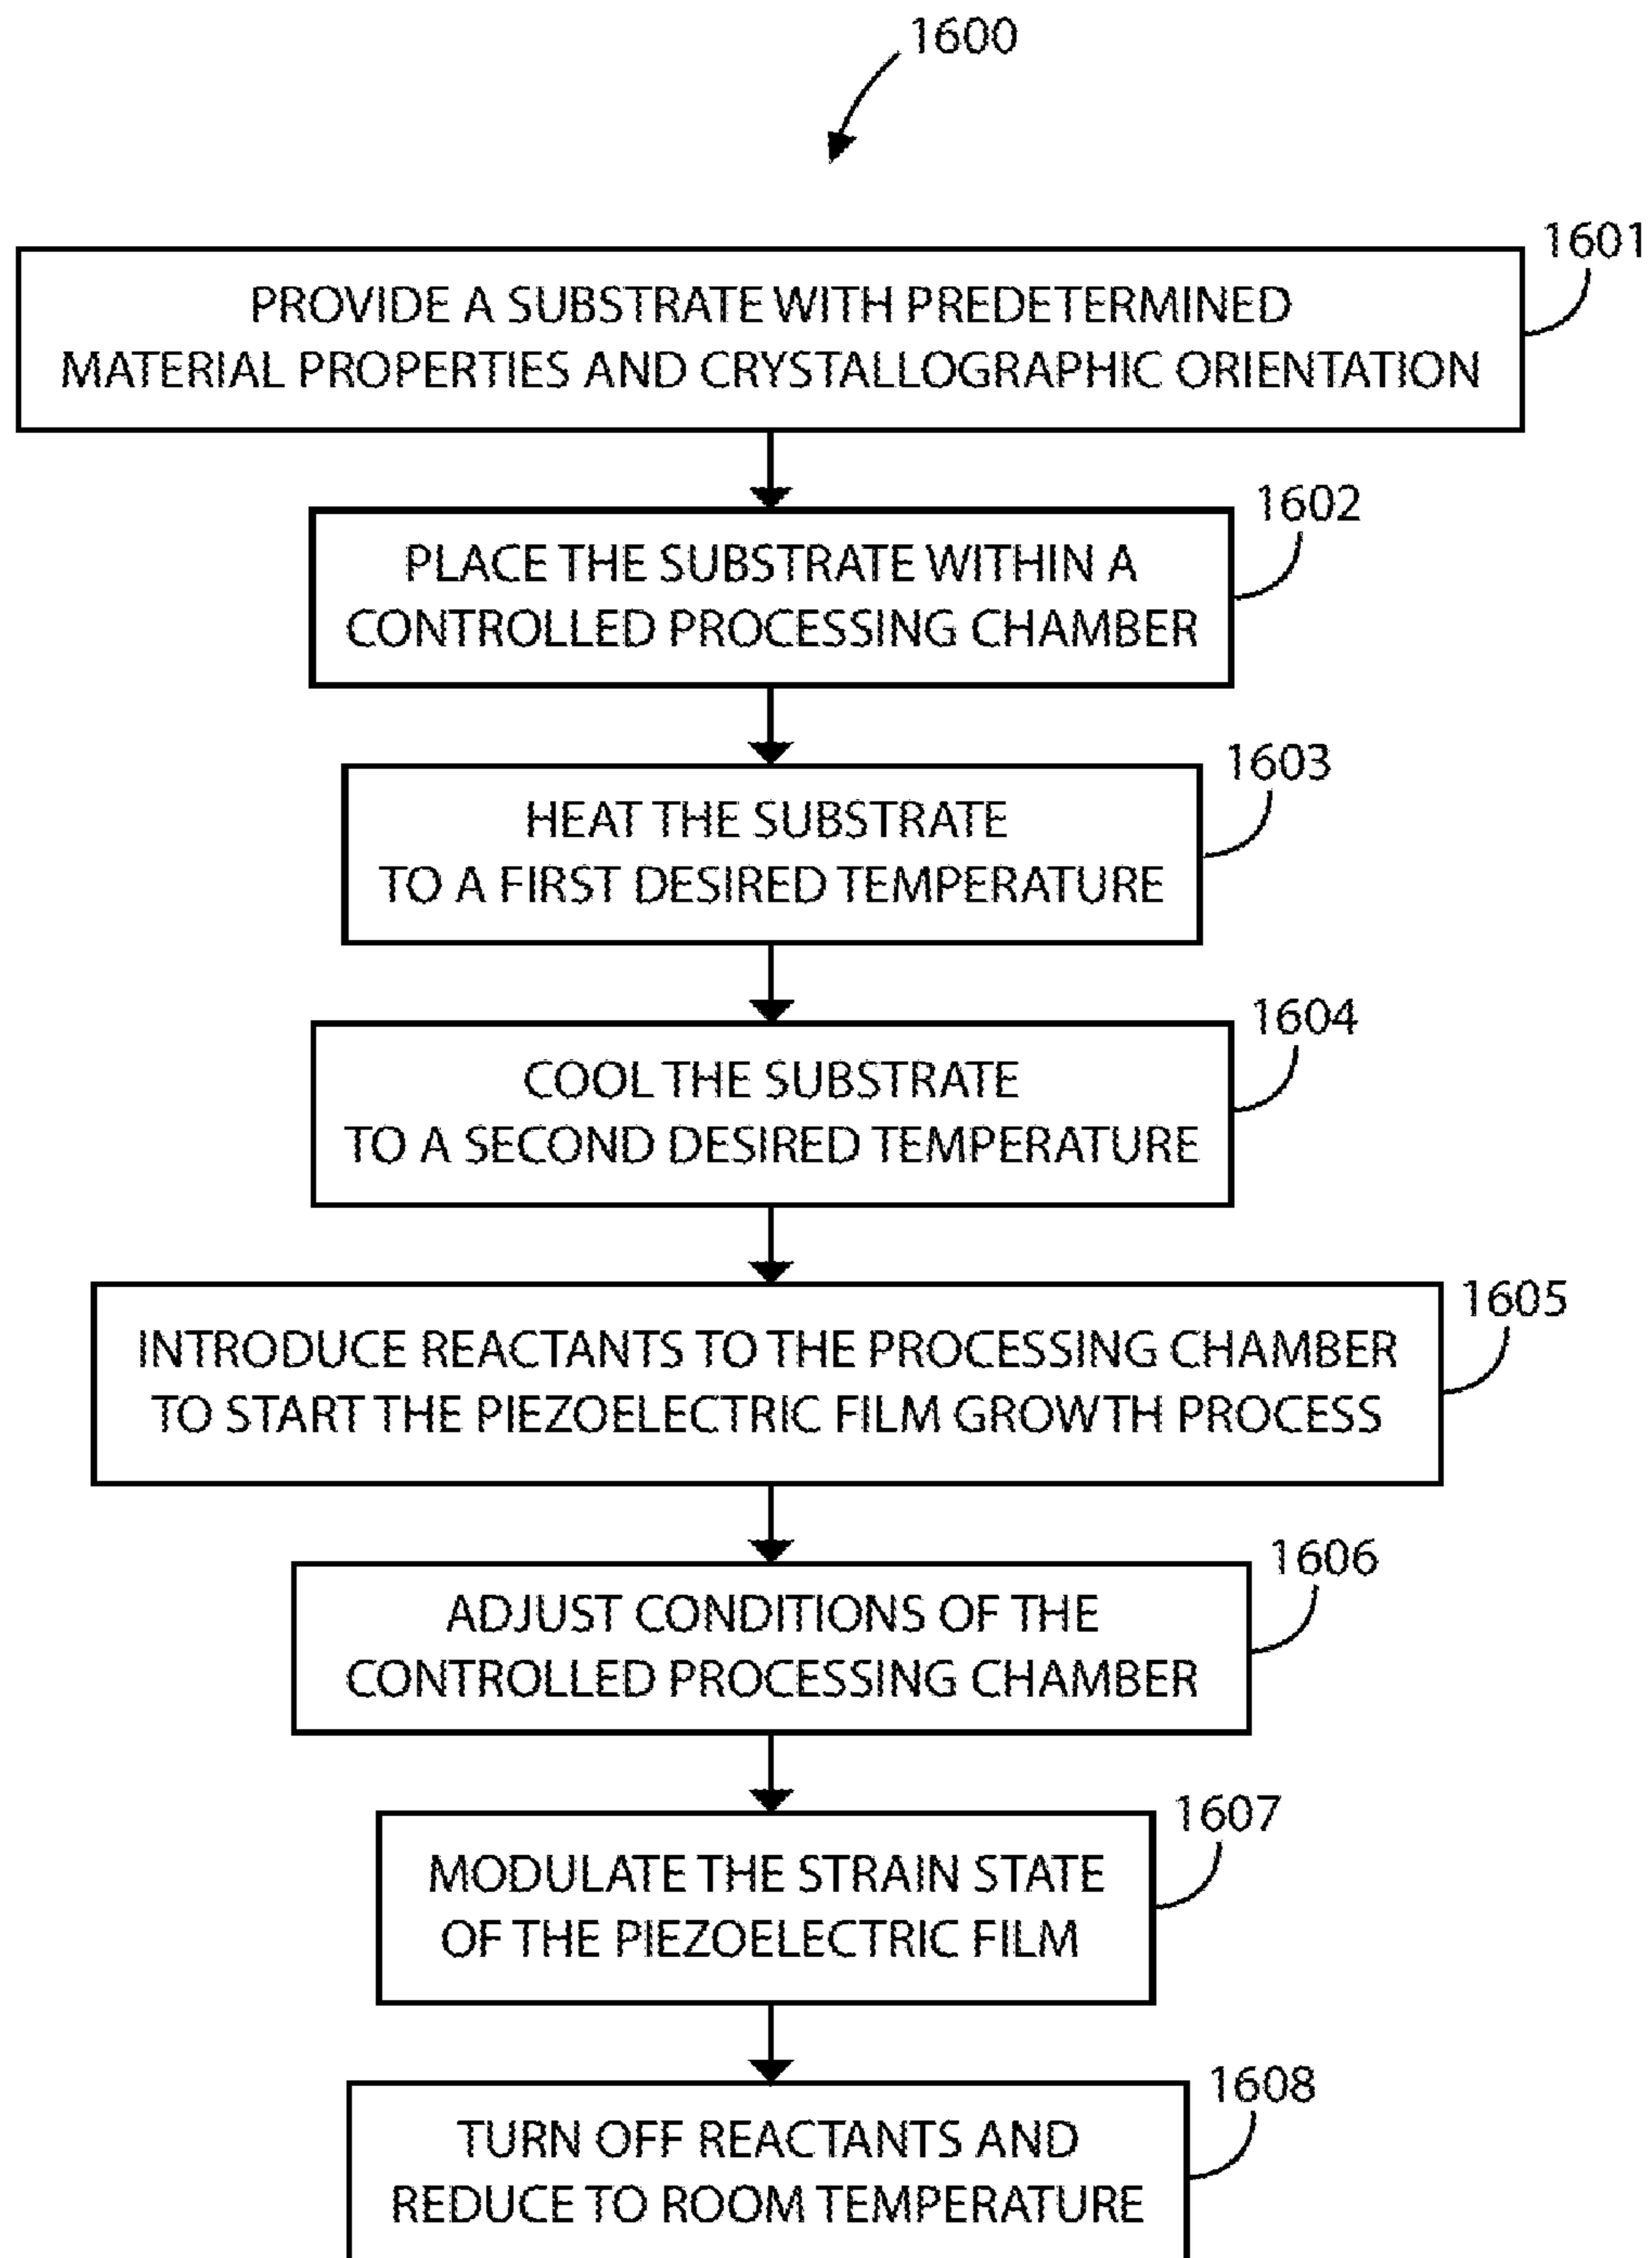 1600
1601
PROVIDE A SUBSTRATE WITH PREDETERMINED
MATERIAL PROPERTIES AND CRYSTALLOGRAPHIC ORIENTATION
1602
PLACE THE SUBSTRATE WITHIN A
CONTROLLED PROCESSING CHAMBER
1603
HEAT THE SUBSTRATE
TO A FIRST DESIRED TEMPERATURE
1604
COOL THE SUBSTRATE
TO A SECOND DESIRED TEMPERATURE
1605
INTRODUCE REACTANTS TO THE PROCESSING CHAMBER
TO START THE PIEZOELECTRIC FILM GROWTH PROCESS
1606
ADJUST CONDITIONS OF THE
CONTROLLED PROCESSING CHAMBER
1607
MODULATE THE STRAIN STATE
OF THE PIEZOELECTRIC FILM
1608
TURN OFF REACTANTS AND
REDUCE TO ROOM TEMPERATURE